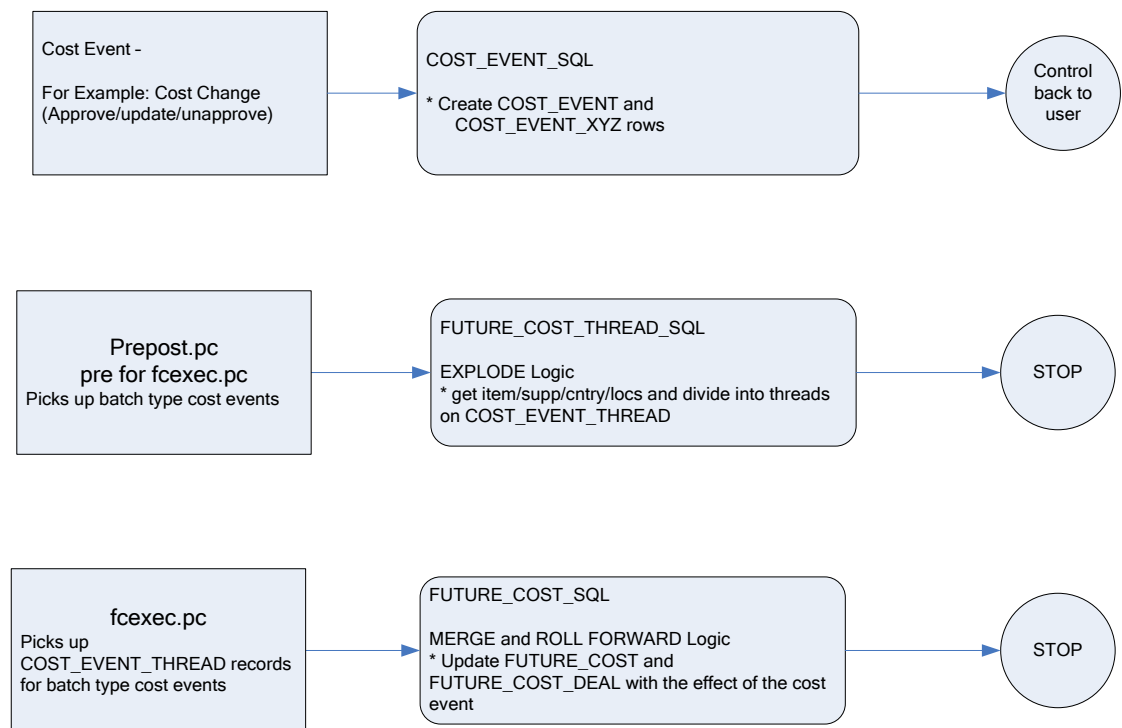 Cost Event -
For Example: Cost Change
(Approve/update/unapprove)
COST_EVENT_SQL
* Create COST_EVENT and
COST_EVENT_XYZ rows
Control
back to
user
Prepost.pc
pre for fcexec.pc
Picks up batch type cost events
FUTURE_COST_THREAD_SQL
EXPLODE Logic
* get item/supp/cntry/locs and divide into threads
on COST_EVENT_THREAD
STOP
fcexec.pc
Picks up
COST_EVENT_THREAD records
for batch type cost events
FUTURE_COST_SQL
MERGE and ROLL FORWARD Logic
* Update FUTURE_COST and
FUTURE_COST_DEAL with the effect of the cost
event
STOP